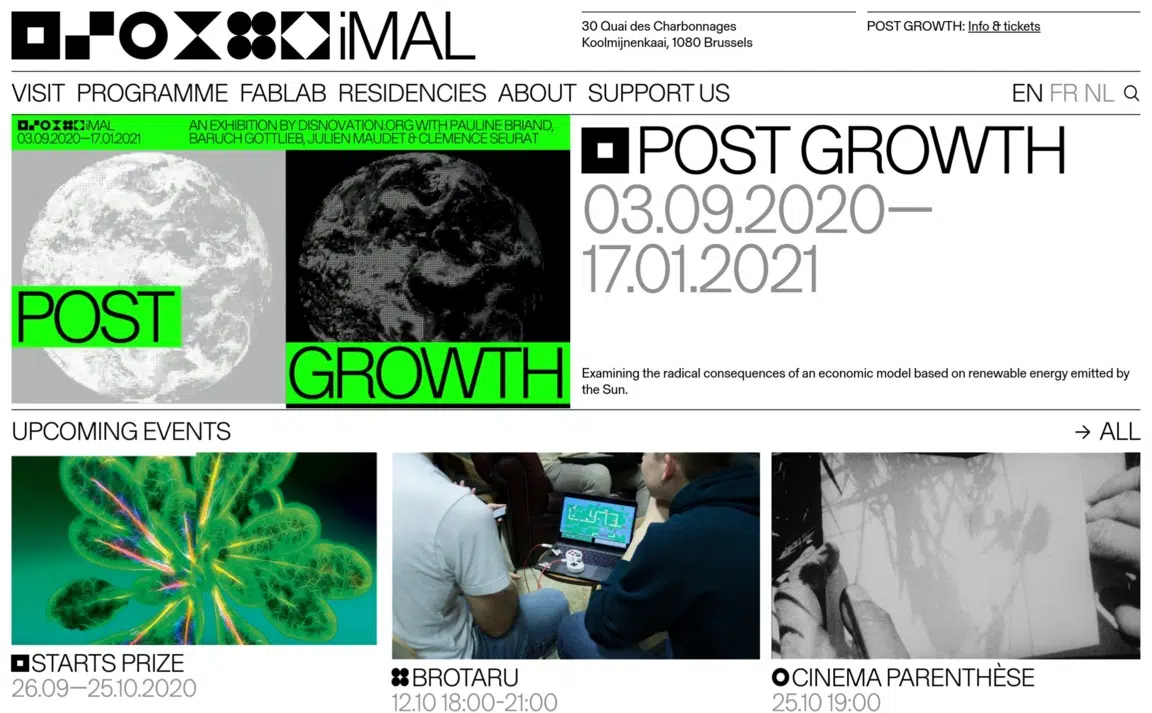 iMAL
30 Quai des Charbonnages
Koolmijnenkaai, 1080 Brussels
POST GROWTH: Info & tickets
VISIT PROGRAMME FABLAB RESIDENCIES ABOUT SUPPORT US
EN FR NL
iMAL
03.09.2020—17.01.2021
AN EXHIBITION BY DISNOVATION.ORG WITH PAULINE BRIAND,
BARUCH GOTTLIEB, JULIEN MAUDET & CLEMENCE SEURAT
POST
GROWTH
POST GROWTH
03.09.2020—
17.01.2021
Examining the radical consequences of an economic model based on renewable energy emitted by
the Sun.
UPCOMING EVENTS
→ ALL
STARTS PRIZE
26.09—25.10.2020
BROTARU
12.10 18:00-21:00
CINEMA PARENTHÈSE
25.10 19:00